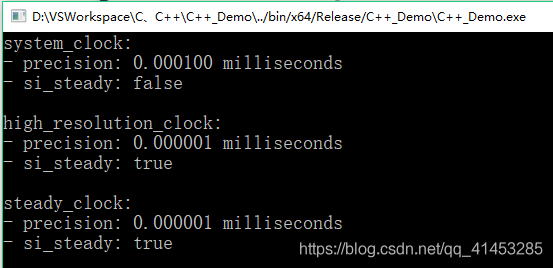 D:\VSWorkspace\C、C++\C++_Demo\../bin/x64/Release/C++_Demo\C++_Demo.exe
system_clock:
- precision: 0.000100 milliseconds
- si_steady: false
high_resolution_clock:
- precision: 0.000001 milliseconds
- si_steady: true
steady_clock:
- precision: 0.000001 milliseconds
- si_steady: true
https://blog.csdn.net/qq_41453285